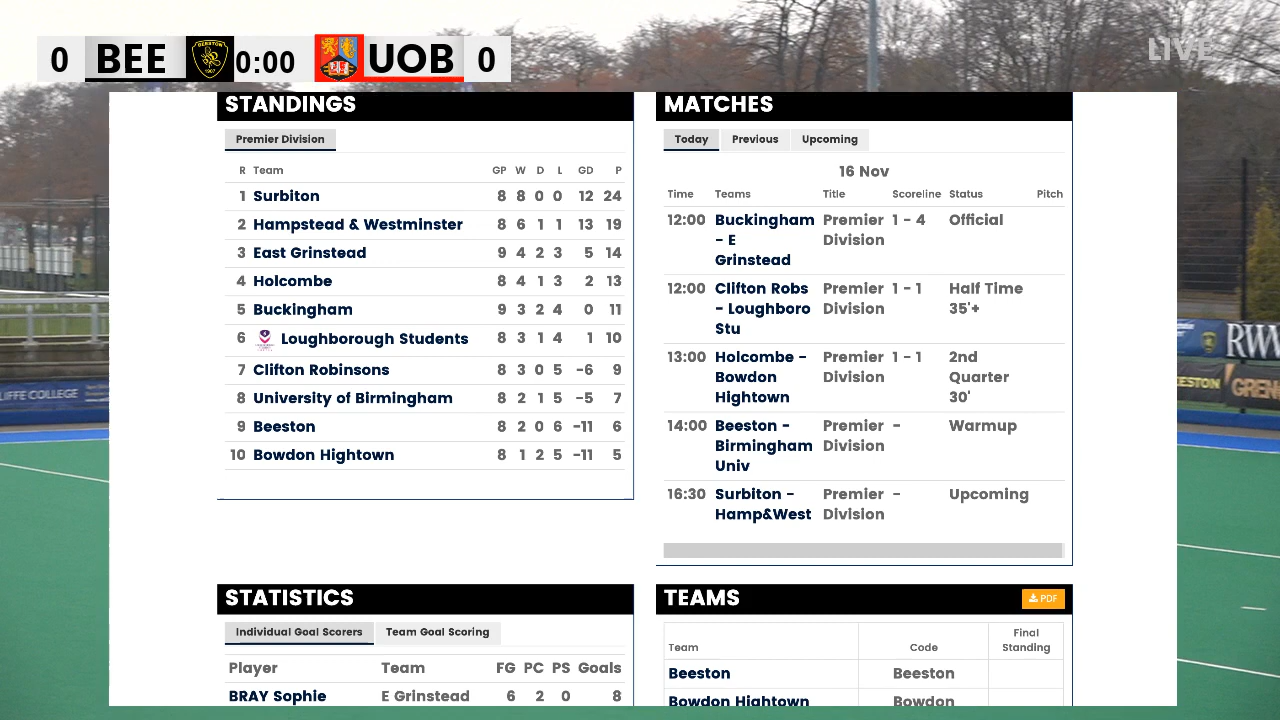 0 BEE 0:00 UOB 0
LIVE
STANDINGS
Premier Division
R Team GP W D L GD P
1 Surbiton 8 8 0 0 12 24
2 Hampstead & Westminster 8 6 1 1 13 19
3 East Grinstead 9 4 2 3 5 14
4 Holcombe 8 4 1 3 2 13
5 Buckingham 9 3 2 4 0 11
6 Loughborough Students 8 3 1 4 1 10
7 Clifton Robinsons 8 3 0 5 -6 9
8 University of Birmingham 8 2 1 5 -5 7
9 Beeston 8 2 0 6 -11 6
10 Bowdon Hightown 8 1 2 5 -11 5
MATCHES
Today Previous Upcoming
16 Nov
Time Teams Title Scoreline Status Pitch
12:00 Buckingham Premier 1 - 4 Official
- E Division
Grinstead
12:00 Clifton Robs Premier 1 - 1 Half Time
- Loughboro Division 35'+
Stu
13:00 Holcombe - Premier 1 - 1 2nd
Bowdon Division Quarter
Hightown 30'
14:00 Beeston - Premier - Warmup
Birmingham Division
Univ
16:30 Surbiton - Premier - Upcoming
Hamp&West Division
STATISTICS
Individual Goal Scorers Team Goal Scoring
Player Team FG PC PS Goals
BRAY Sophie E Grinstead 6 2 0 8
TEAMS
PDF
Team Code Final
Standing
Beeston Beeston
Bowdon Hightown Bowdon
LIFFE COLLEGE
RW
ESTON
GREN